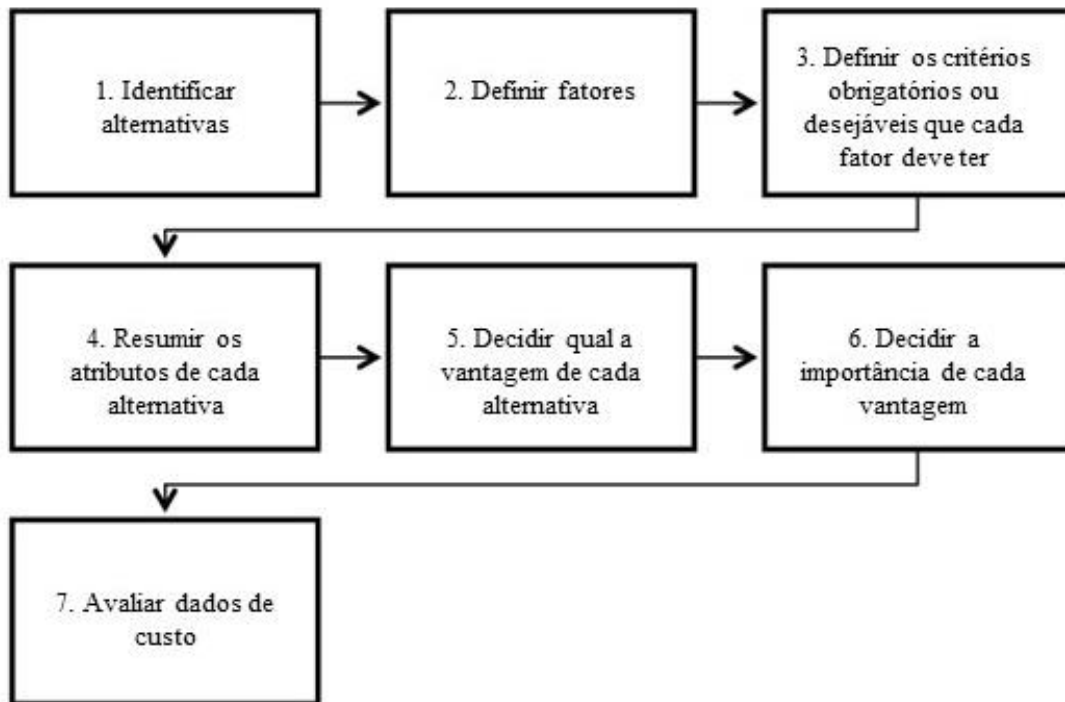 1. Identificar
alternativas
2. Definir fatores
3. Definir os critérios
obrigatórios ou
desejáveis que cada
fator deve ter
4. Resumir os
atributos de cada
alternativa
5. Decidir qual a
vantagem de cada
alternativa
6. Decidir a
importância de cada
vantagem
7. Avaliar dados de
custo